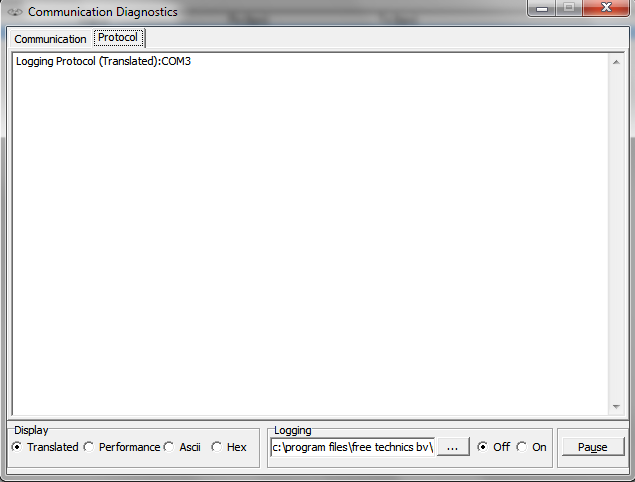 Communication Diagnostics
Communication Protocol
Logging Protocol (Translated):COM3
Display Logging
Translated Performance Ascii Hex c:\program files\free technics bv\ ... Off On Pause